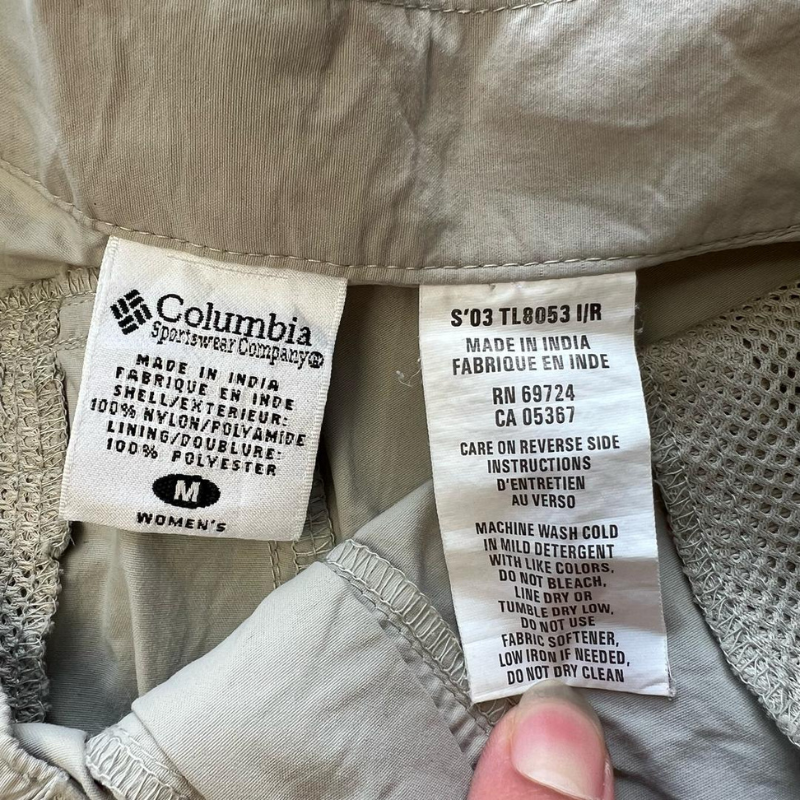 Columbia
Sportswear Company®
MADE IN INDIA
FABRIQUE EN INDE
SHELL/EXTERIEUR:
100% NYLON/POLYAMIDE
LINING/DOUBLURE:
100% POLYESTER
M
WOMEN'S
S'03 TL8053 I/R
MADE IN INDIA
FABRIQUE EN INDE
RN 69724
CA 05367
CARE ON REVERSE SIDE
INSTRUCTIONS
D'ENTRETIEN
AU VERSO
MACHINE WASH COLD
IN MILD DETERGENT
WITH LIKE COLORS,
DO NOT BLEACH,
LINE DRY OR
TUMBLE DRY LOW,
DO NOT USE
FABRIC SOFTENER,
LOW IRON IF NEEDED,
DO NOT DRY CLEAN